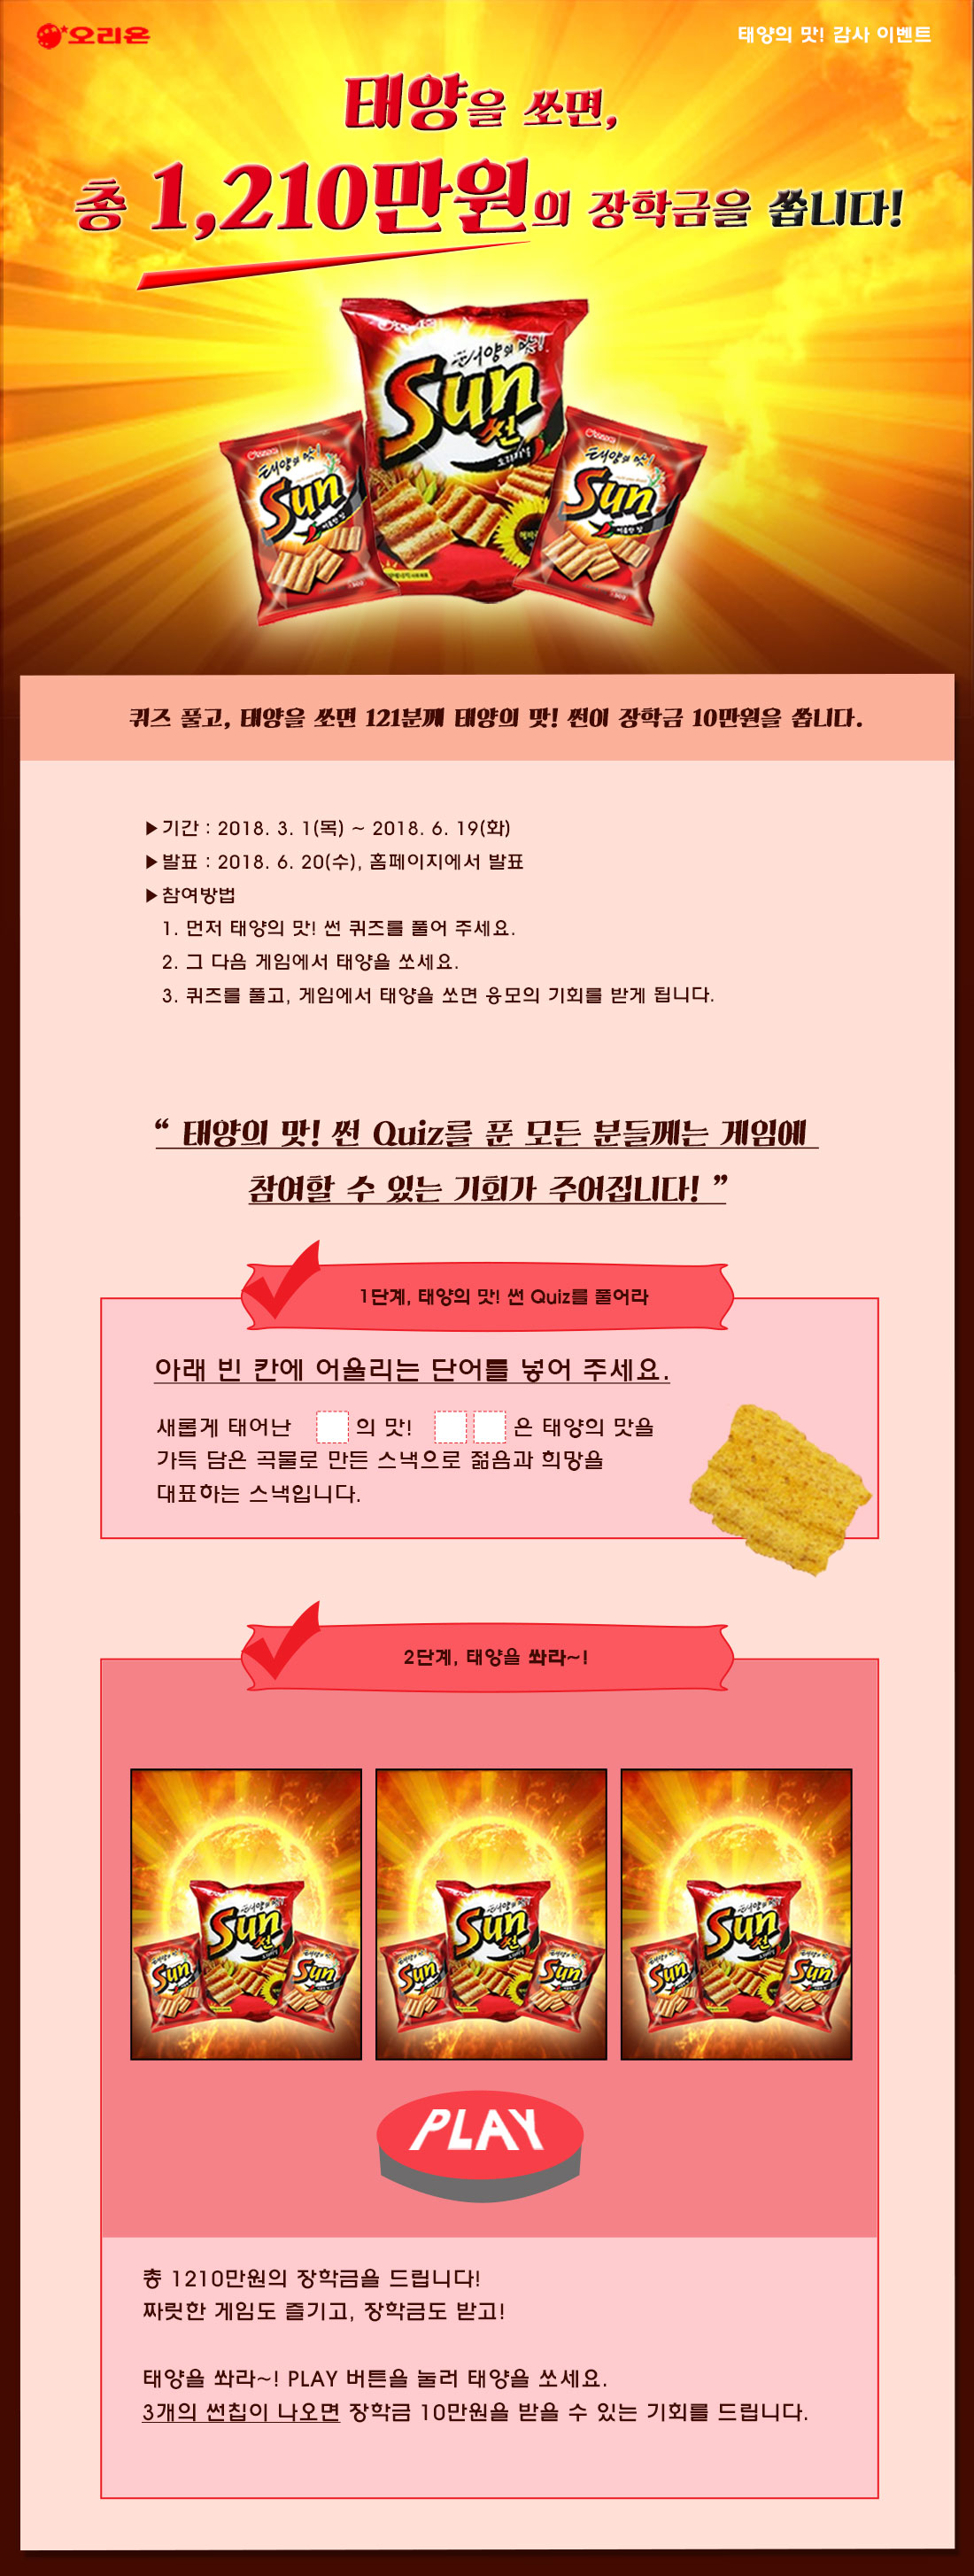 오리온
태양의 맛! 감사 이벤트
태양을 쏘면,
총 1,210만원의 장학금을 쏩니다!
태양의 맛!
Sun
썬
오리지날
태양의 맛!
Sun
태양의 맛!
Sun
퀴즈 풀고, 태양을 쏘면 121분께 태양의 맛! 썬이 장학금 10만원을 쏩니다.
▶기간 : 2018. 3. 1(목) ~ 2018. 6. 19(화)
▶발표 : 2018. 6. 20(수), 홈페이지에서 발표
▶참여방법
1. 먼저 태양의 맛! 썬 퀴즈를 풀어 주세요.
2. 그 다음 게임에서 태양을 쏘세요.
3. 퀴즈를 풀고, 게임에서 태양을 쏘면 응모의 기회를 받게 됩니다.
“ 태양의 맛! 썬 Quiz를 푼 모든 분들께는 게임에
참여할 수 있는 기회가 주어집니다! ”
1단계, 태양의 맛! 썬 Quiz를 풀어라
아래 빈 칸에 어울리는 단어를 넣어 주세요.
새롭게 태어난 의 맛! 은 태양의 맛을
가득 담은 곡물로 만든 스낵으로 젊음과 희망을
대표하는 스낵입니다.
2단계, 태양을 쏴라~!
Sun
썬
Sun
Sun
Sun
썬
Sun
Sun
Sun
썬
Sun
Sun
PLAY
총 1210만원의 장학금을 드립니다!
짜릿한 게임도 즐기고, 장학금도 받고!
태양을 쏴라~! PLAY 버튼을 눌러 태양을 쏘세요.
3개의 썬칩이 나오면 장학금 10만원을 받을 수 있는 기회를 드립니다.